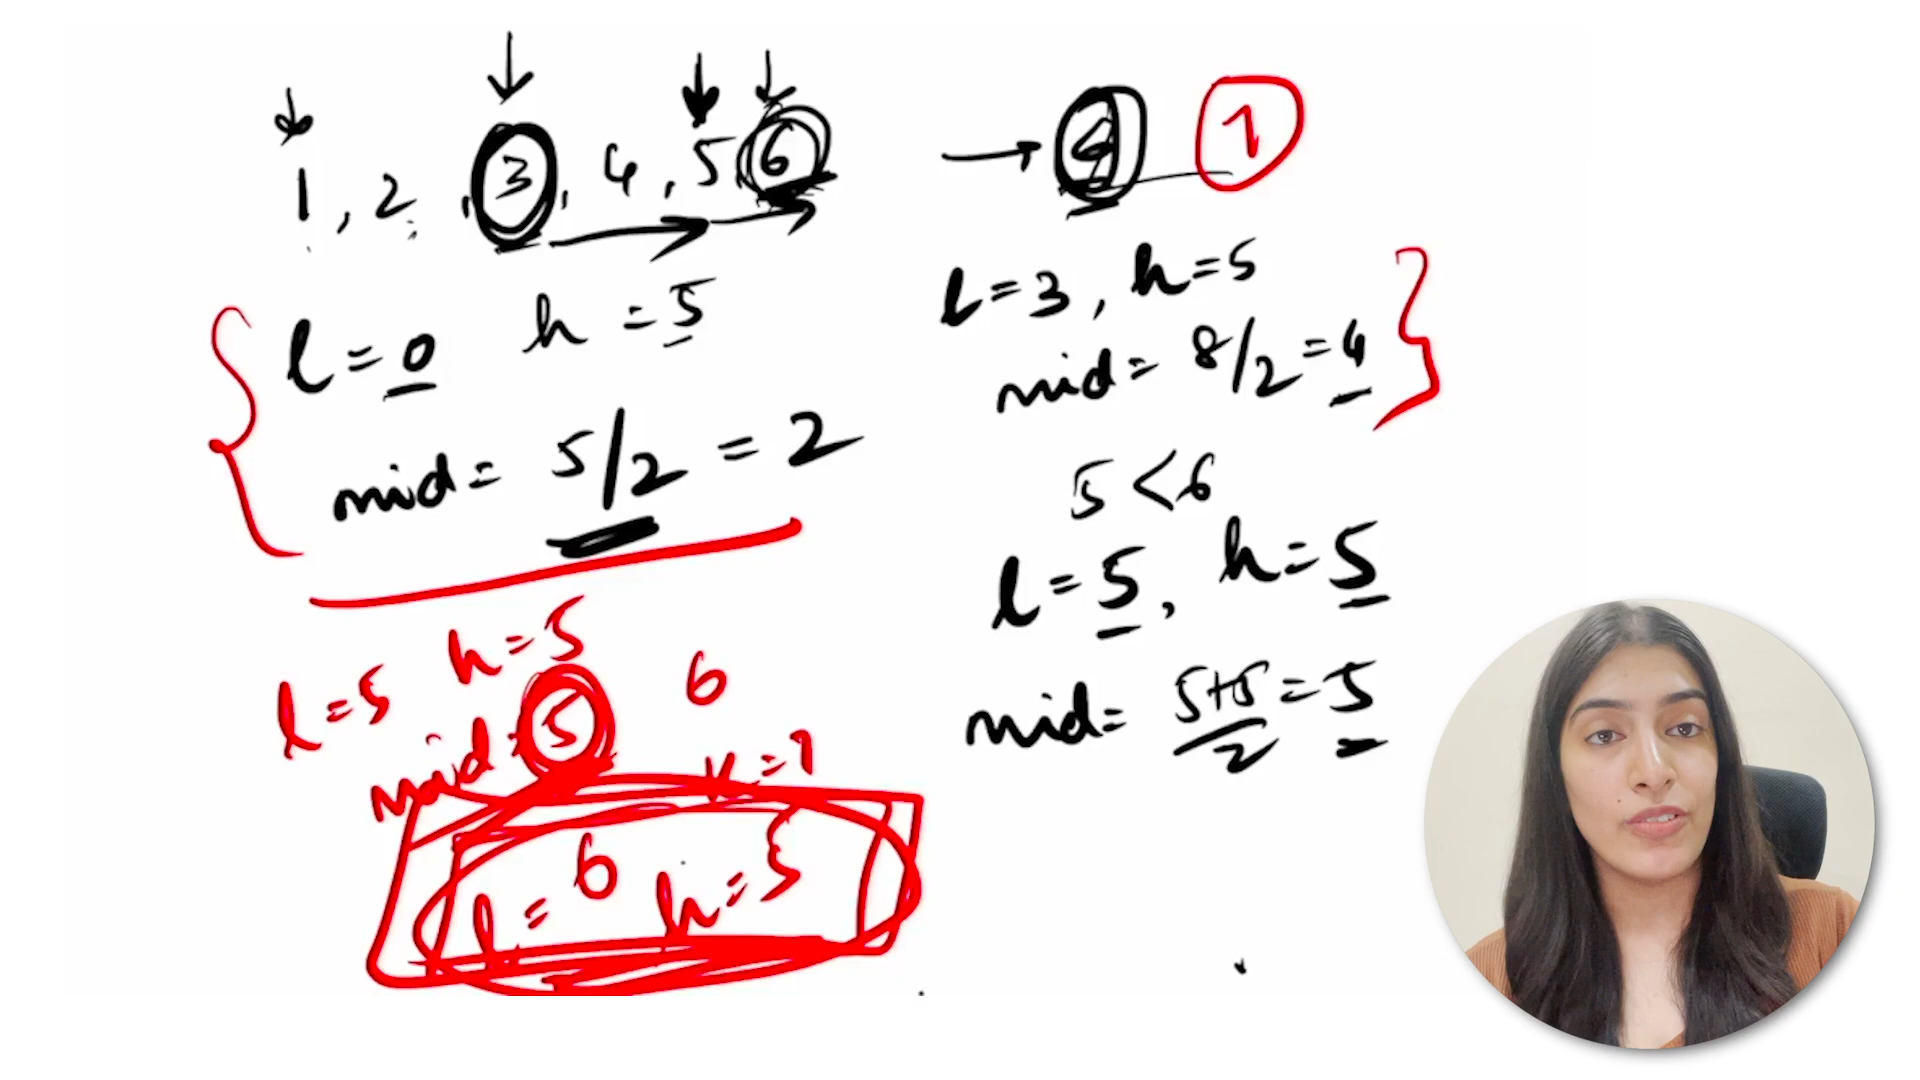 1, 2, 3, 4, 5 6
7
l=0 h=5
mid= 5/2 = 2
l=3, h=5
mid= 8/2=4
5<6
l=5, h=5
mid= 5+5/2=5
l=5 h=5
mid=5
6
k=7
l=6 h=5